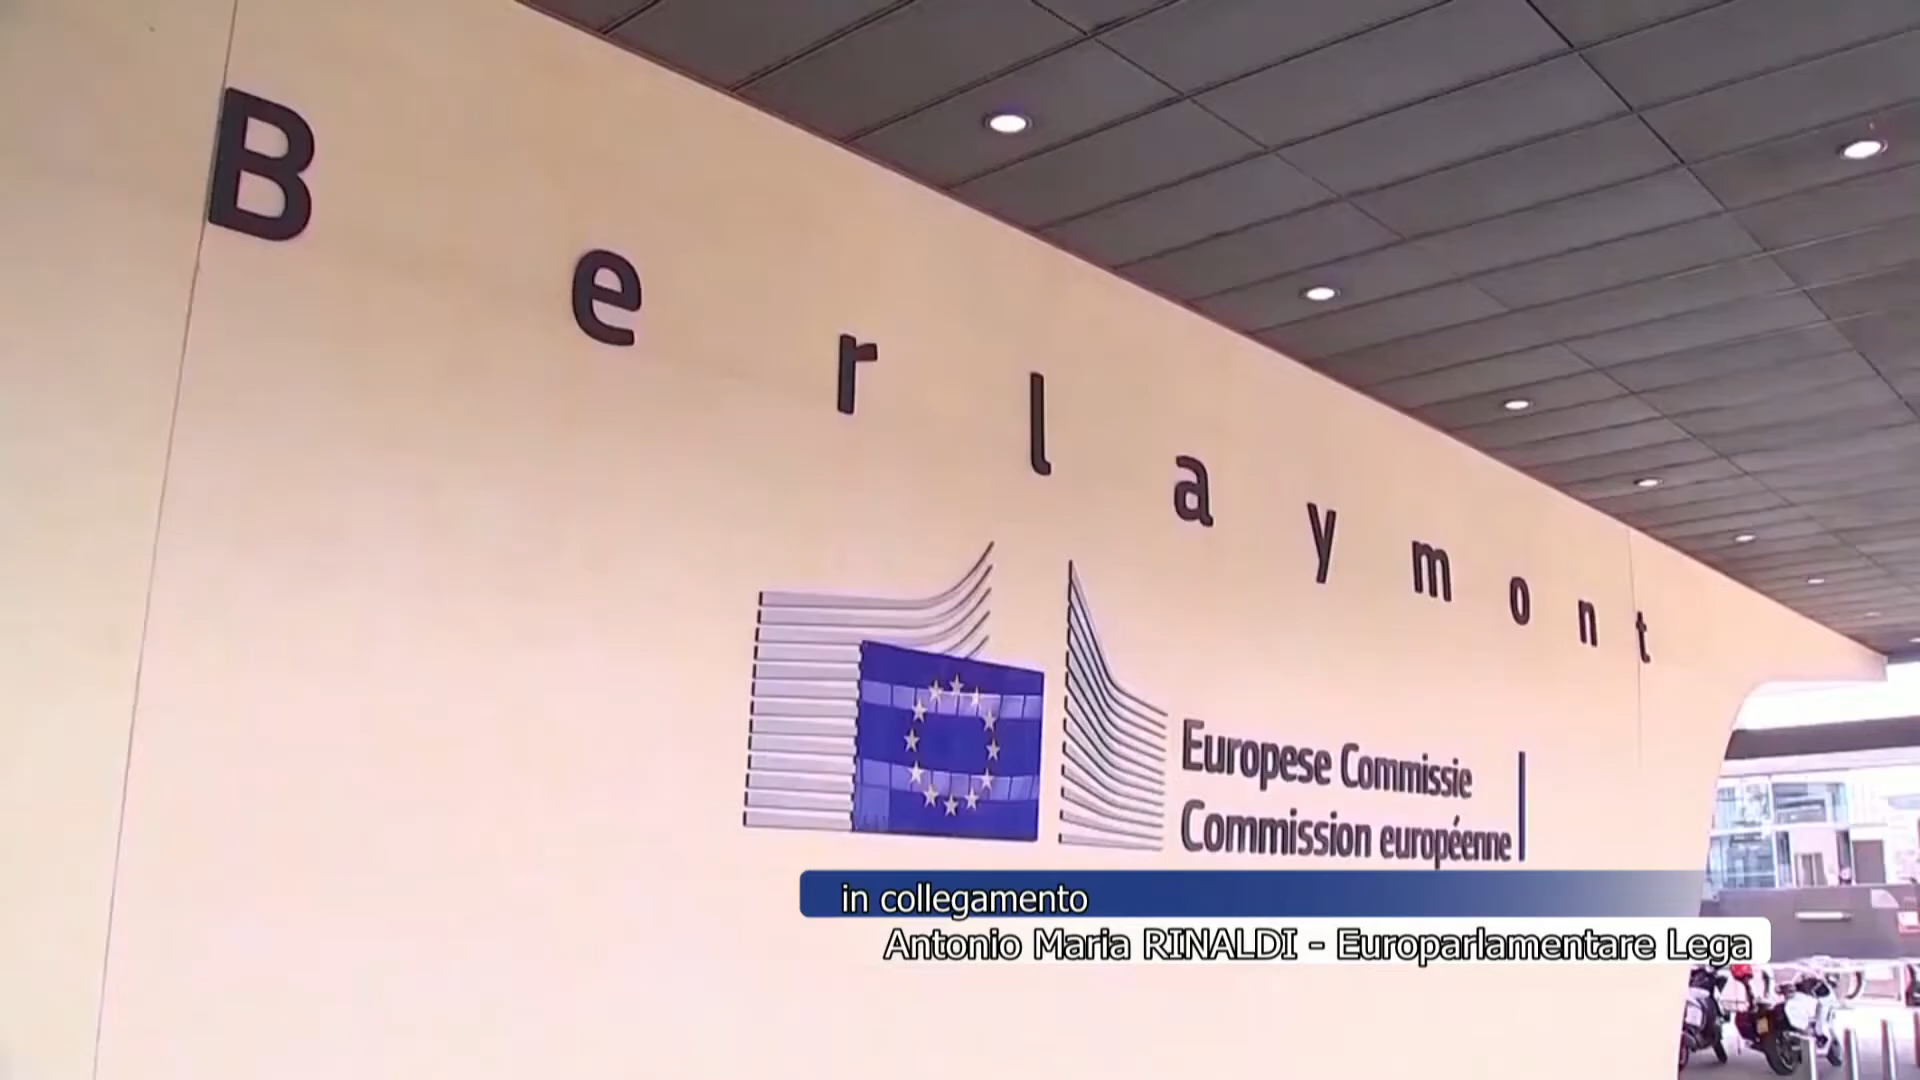 Berlaymont
Europese Commissie
Commission européenne
in collegamento
Antonio Maria RINALDI - Europarlamentare Lega